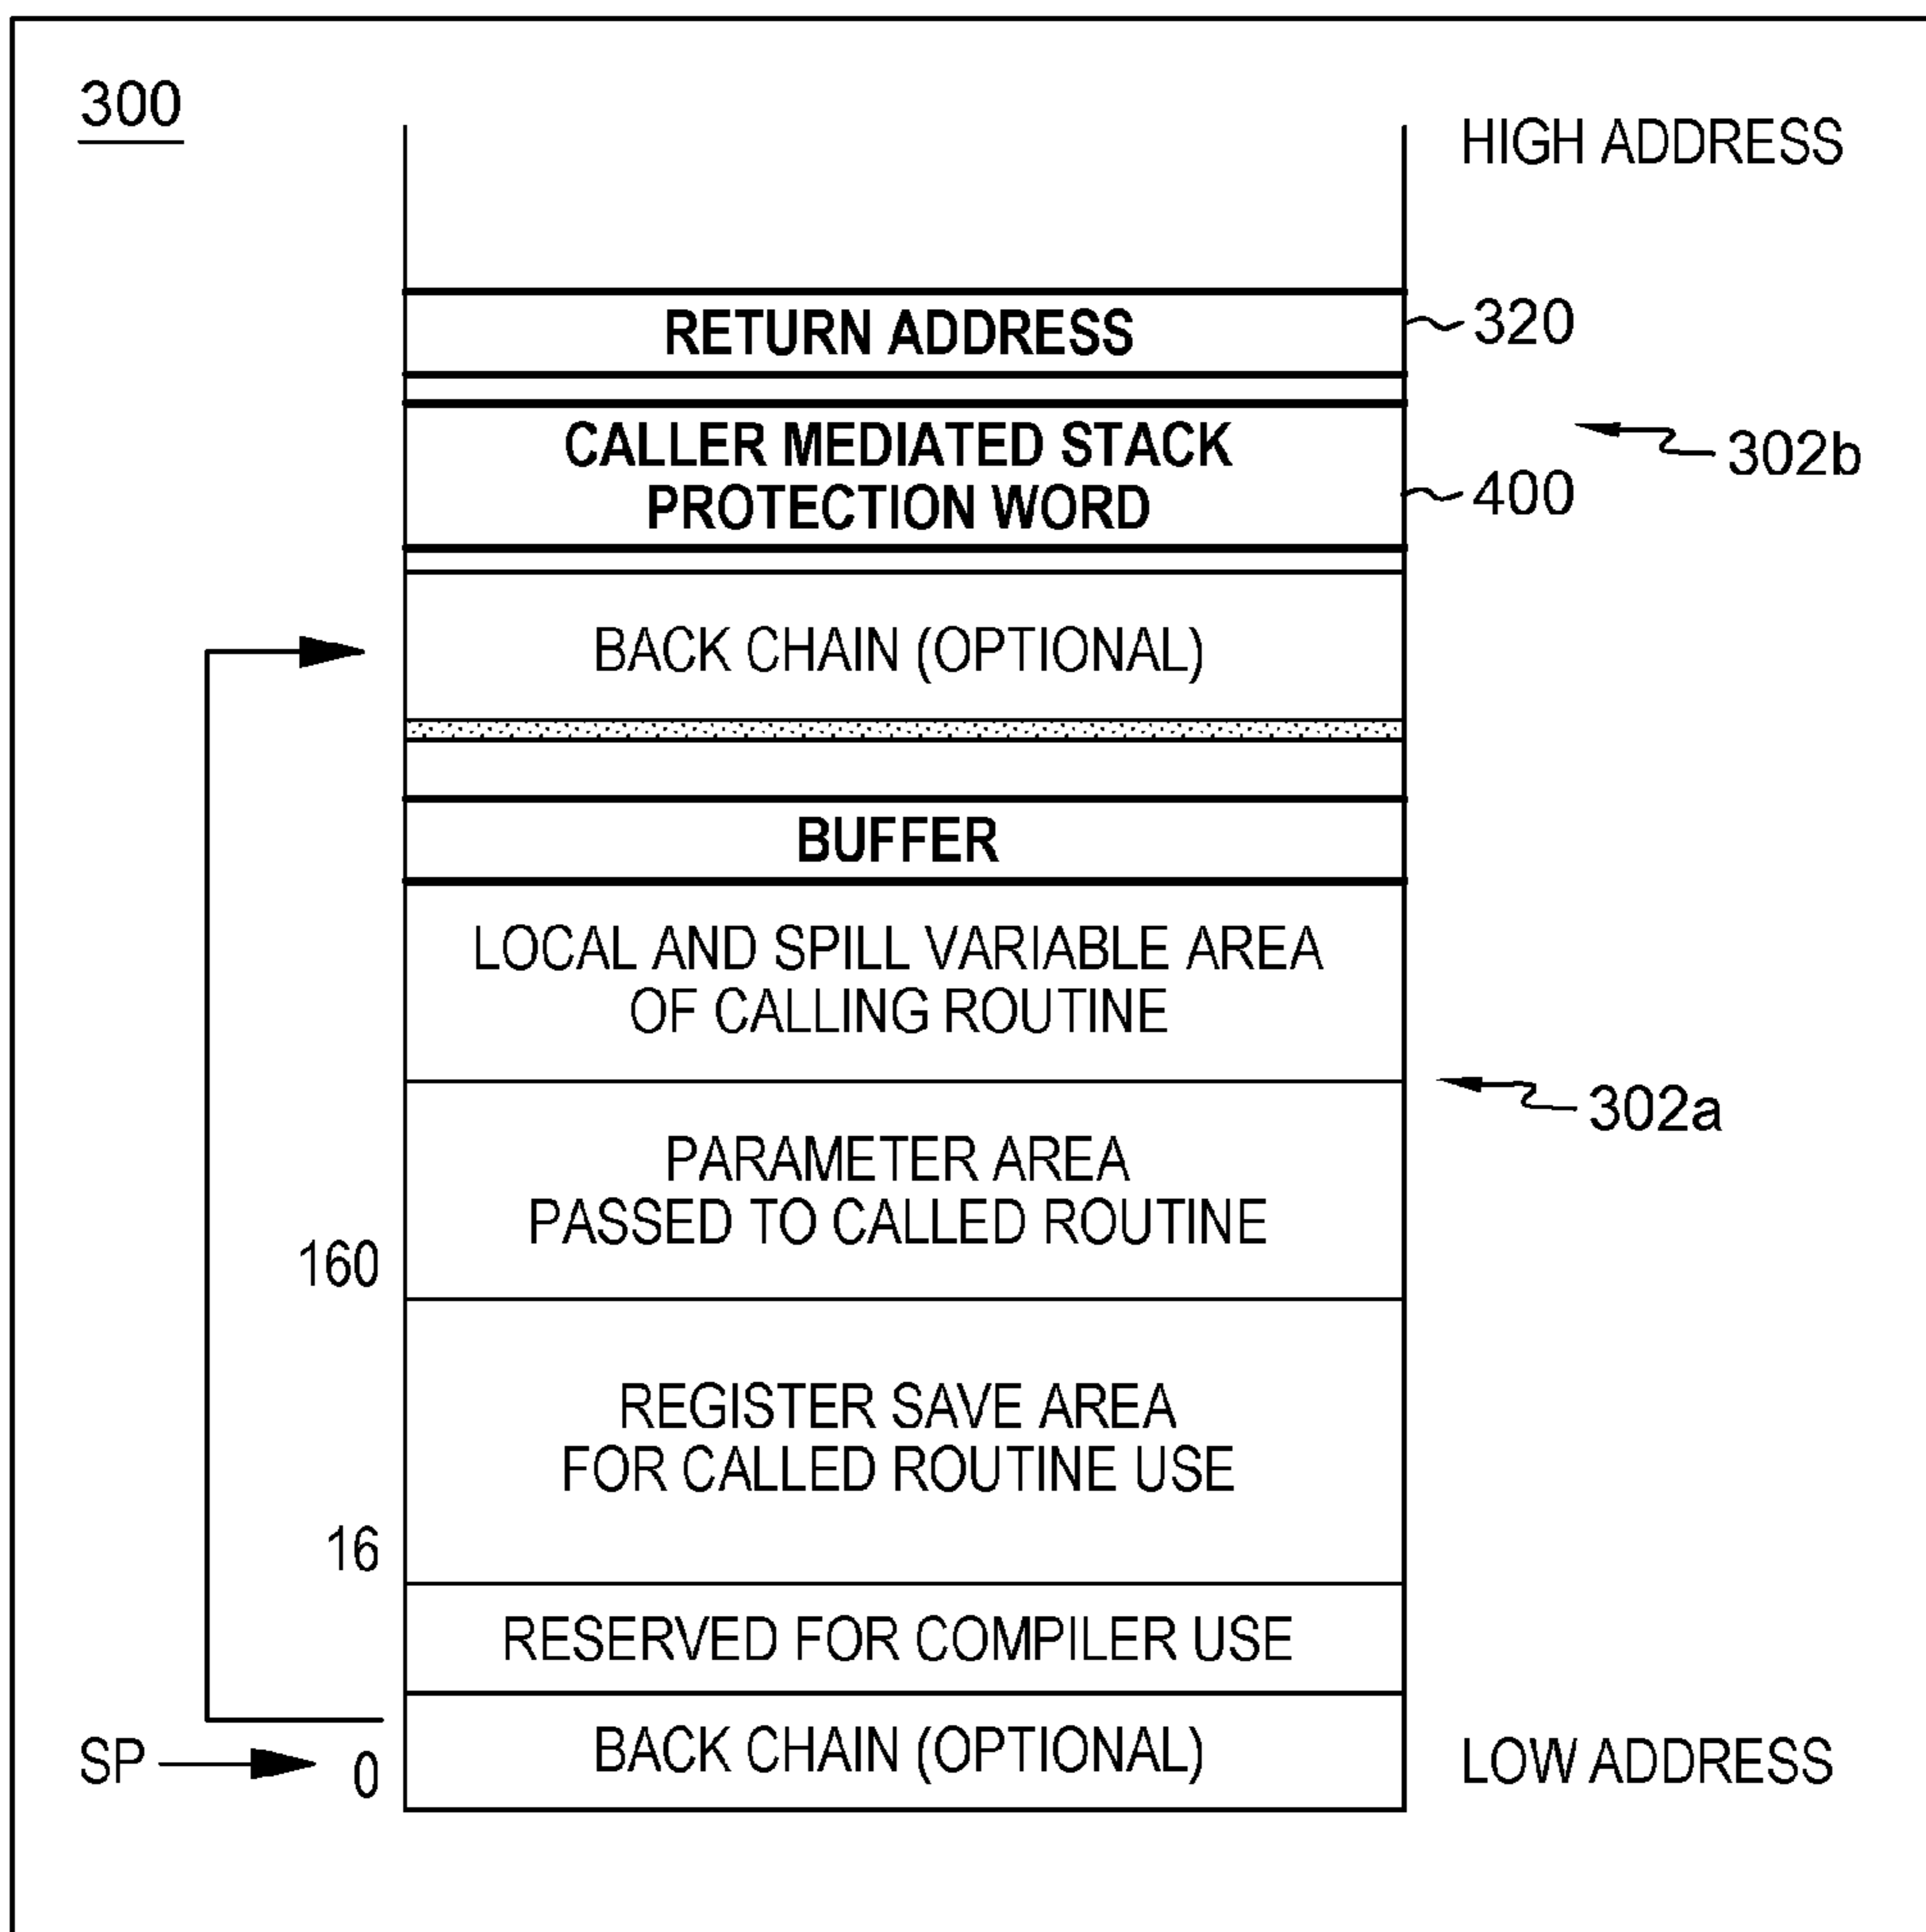 300
HIGH ADDRESS
RETURN ADDRESS
320
CALLER MEDIATED STACK
PROTECTION WORD
302b
400
BACK CHAIN (OPTIONAL)
BUFFER
LOCAL AND SPILL VARIABLE AREA
OF CALLING ROUTINE
302a
PARAMETER AREA
PASSED TO CALLED ROUTINE
160
REGISTER SAVE AREA
FOR CALLED ROUTINE USE
16
RESERVED FOR COMPILER USE
SP
0
BACK CHAIN (OPTIONAL)
LOW ADDRESS